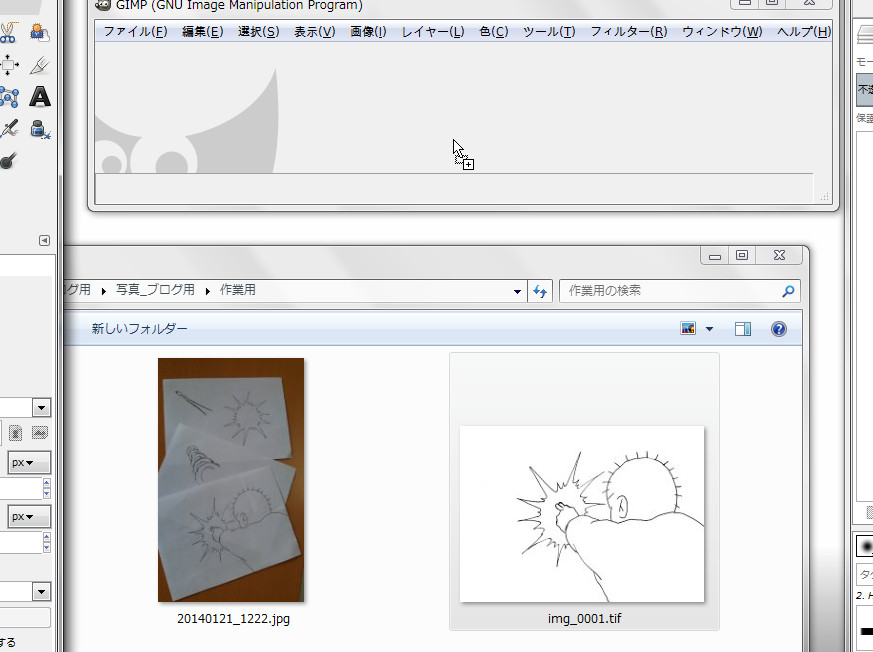 GIMP (GNU Image Manipulation Program)
ファイル(F) 編集(E) 選択(S) 表示(V) 画像(I) レイヤー(L) 色(C) ツール(T) フィルター(R) ウィンドウ(W) ヘルプ(H)
モー
不透
保護
グ用 ▸ 写真_ブログ用 ▸ 作業用
作業用の検索
新しいフォルダー
px
px
20140121_1222.jpg
img_0001.tif
タグ
2. H
する